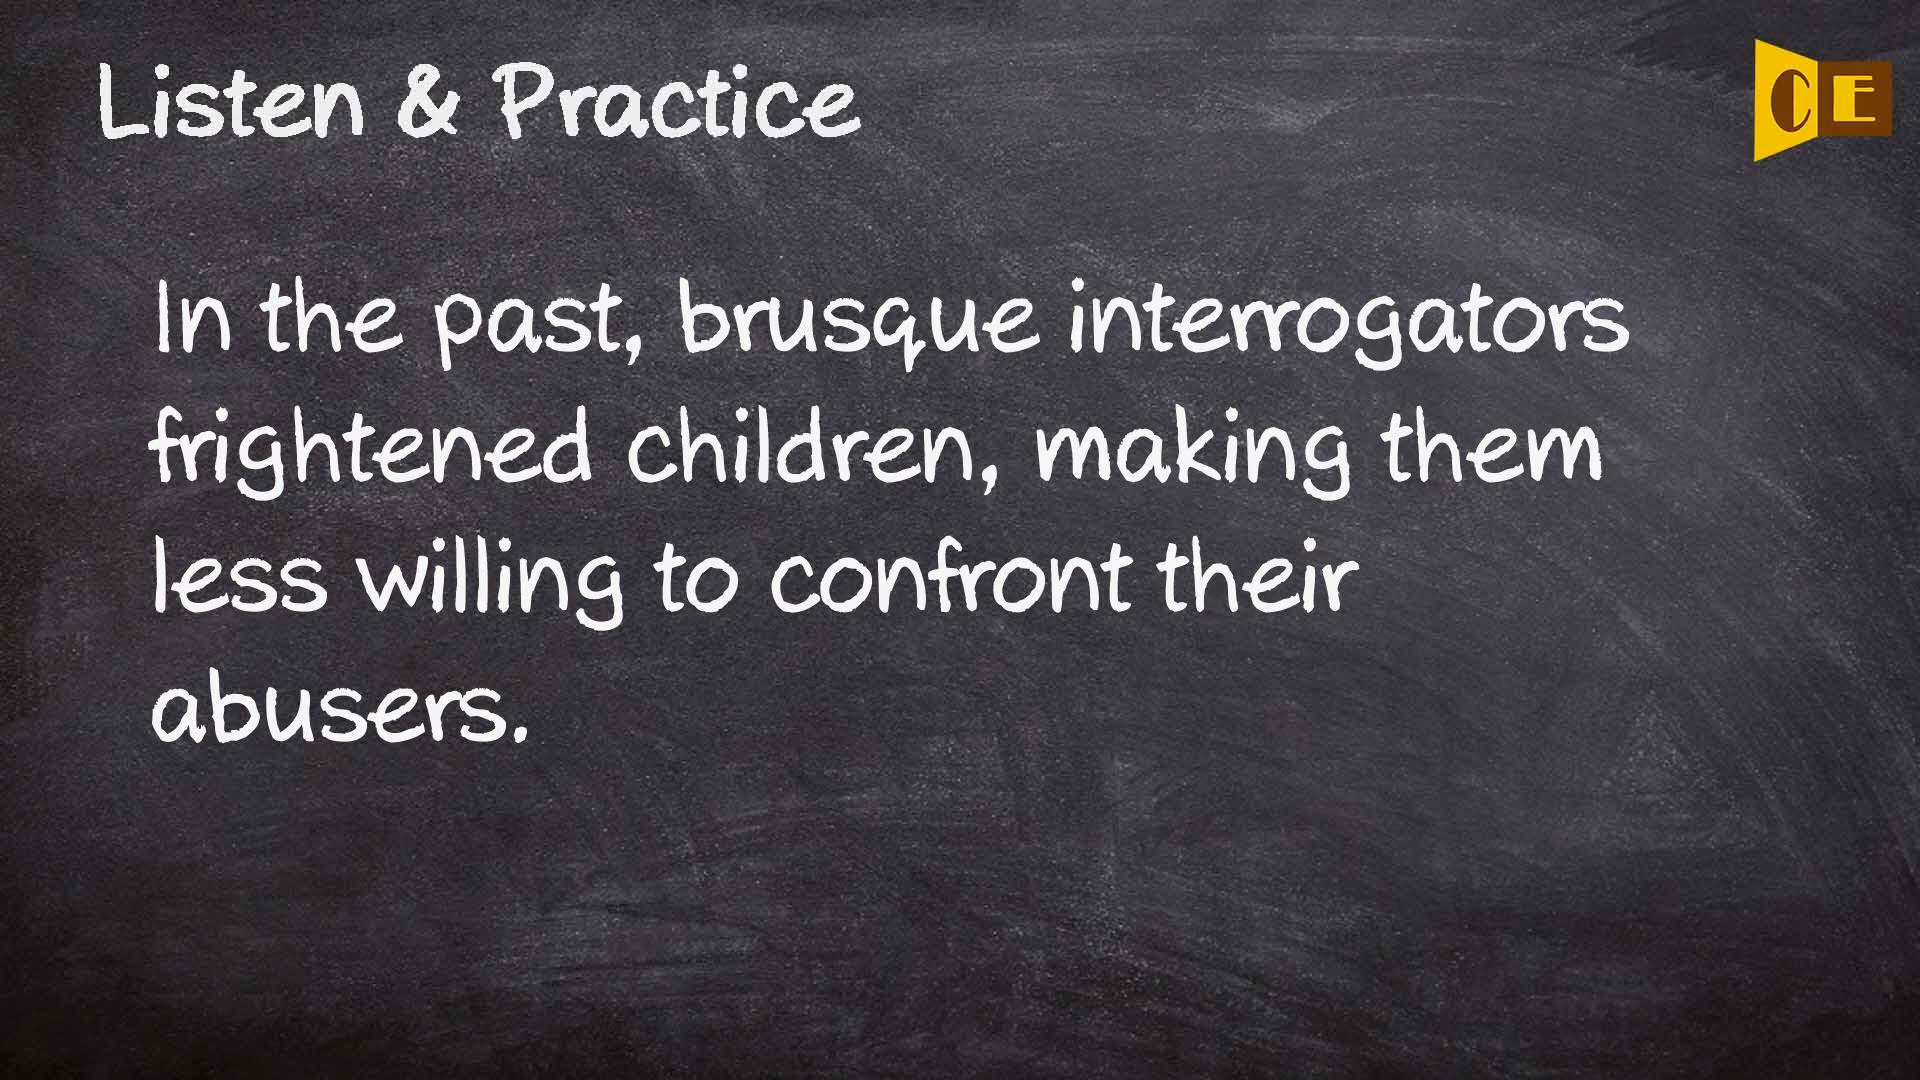 Listen & Practice
CE
In the past, brusque interrogators
frightened children, making them
less willing to confront their
abusers.